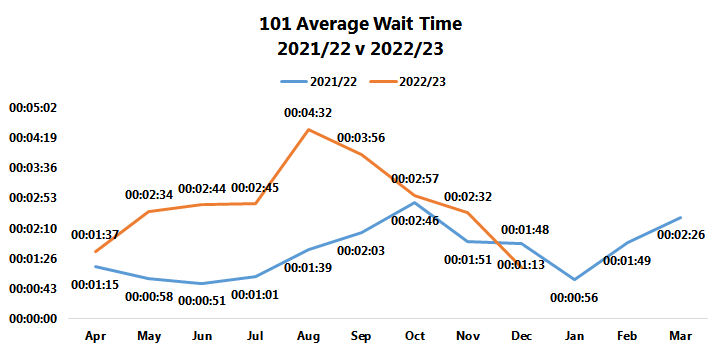 101 Average Wait Time
2021/22 v 2022/23
2021/22 2022/23
00:05:02
00:04:19
00:03:36
00:02:53
00:02:10
00:01:26
00:00:43
00:00:00
00:01:37 00:02:34 00:02:44 00:02:45 00:04:32 00:03:56 00:02:57 00:02:32 00:01:13
00:01:15 00:00:58 00:00:51 00:01:01 00:01:39 00:02:03 00:02:46 00:01:51 00:01:48 00:00:56 00:01:49 00:02:26
Apr May Jun Jul Aug Sep Oct Nov Dec Jan Feb Mar